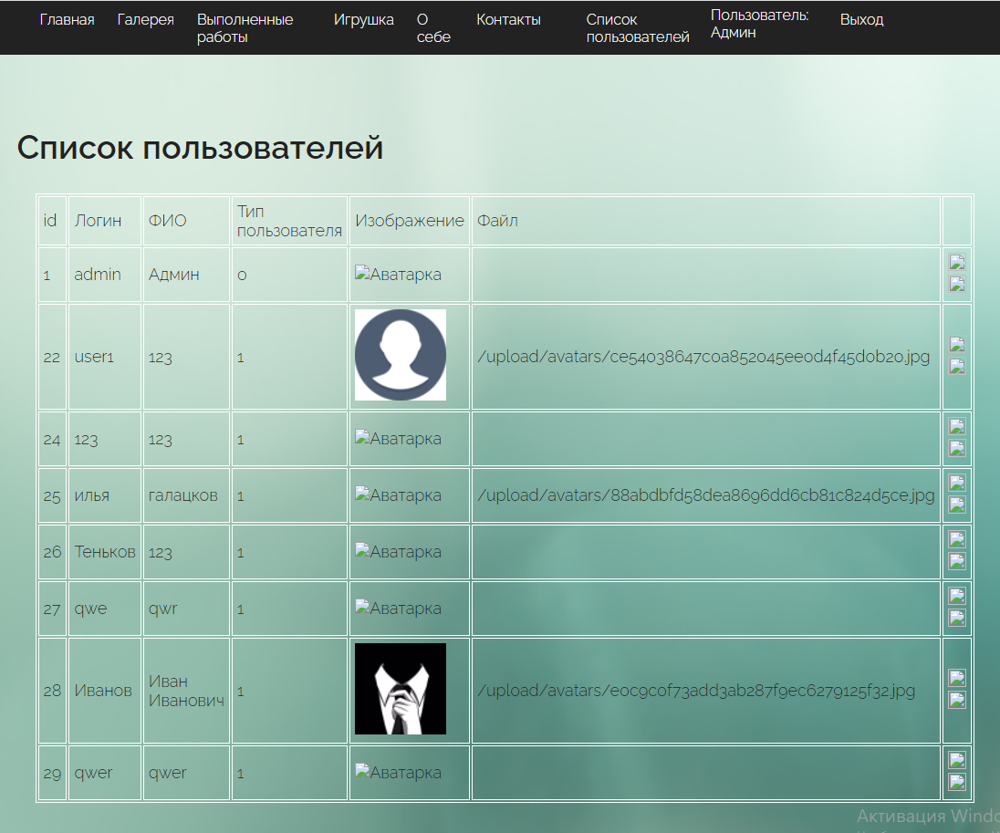 Главная Галерея Выполненные работы Игрушка О себе Контакты Список пользователей Пользователь: Админ Выход
Список пользователей
id Логин ФИО Тип пользователя Изображение Файл
1 admin Админ 0 Аватарка
22 user1 123 1 /upload/avatars/ce54038647c0a852045ee0d4f45d0b20.jpg
24 123 123 1 Аватарка
25 илья галацков 1 Аватарка /upload/avatars/88abdbfd58dea8696dd6cb81c824d5ce.jpg
26 Теньков 123 1 Аватарка
27 qwe qwr 1 Аватарка
28 Иванов Иван Иванович 1 /upload/avatars/e0c9c0f73add3ab287f9ec6279125f32.jpg
29 qwer qwer 1 Аватарка
Активация Windo